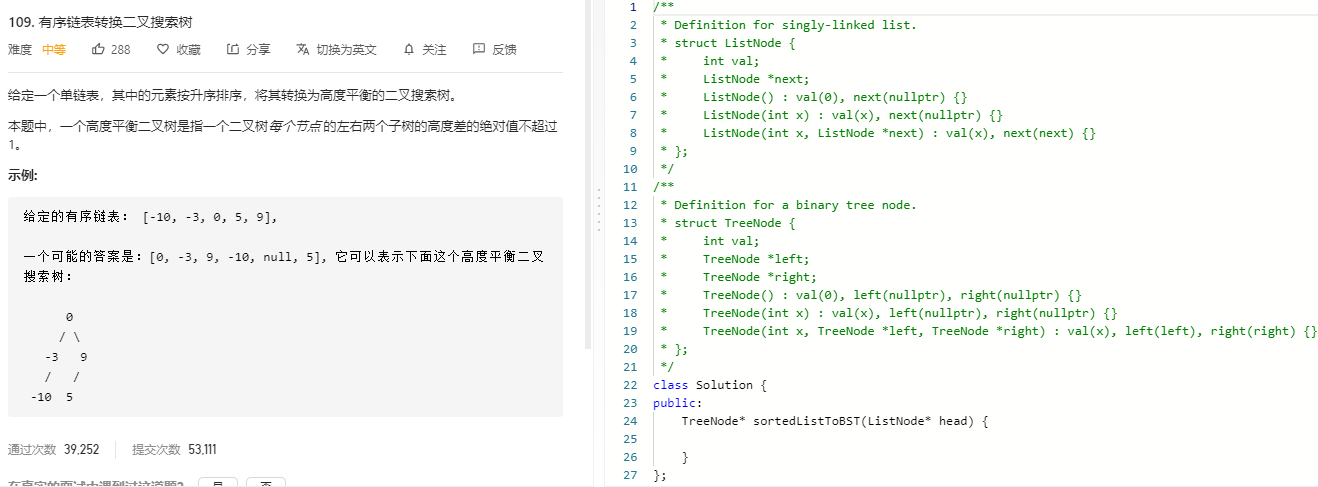 109. 有序链表转换二叉搜索树
难度 中等 288 收藏 分享 切换为英文 关注 反馈
给定一个单链表，其中的元素按升序排序，将其转换为高度平衡的二叉搜索树。
本题中，一个高度平衡二叉树是指一个二叉树每个节点的左右两个子树的高度差的绝对值不超过
1。
示例:
给定的有序链表： [-10, -3, 0, 5, 9],
一个可能的答案是：[0, -3, 9, -10, null, 5], 它可以表示下面这个高度平衡二叉
搜索树：
0
/ \
-3 9
/ /
-10 5
通过次数 39,252 提交次数 53,111
在真实的面试中遇到过这道题? 是 否
1 /**
2 * Definition for singly-linked list.
3 * struct ListNode {
4 * int val;
5 * ListNode *next;
6 * ListNode() : val(0), next(nullptr) {}
7 * ListNode(int x) : val(x), next(nullptr) {}
8 * ListNode(int x, ListNode *next) : val(x), next(next) {}
9 * };
10 */
11 /**
12 * Definition for a binary tree node.
13 * struct TreeNode {
14 * int val;
15 * TreeNode *left;
16 * TreeNode *right;
17 * TreeNode() : val(0), left(nullptr), right(nullptr) {}
18 * TreeNode(int x) : val(x), left(nullptr), right(nullptr) {}
19 * TreeNode(int x, TreeNode *left, TreeNode *right) : val(x), left(left), right(right) {}
20 * };
21 */
22 class Solution {
23 public:
24 TreeNode* sortedListToBST(ListNode* head) {
25
26 }
27 };